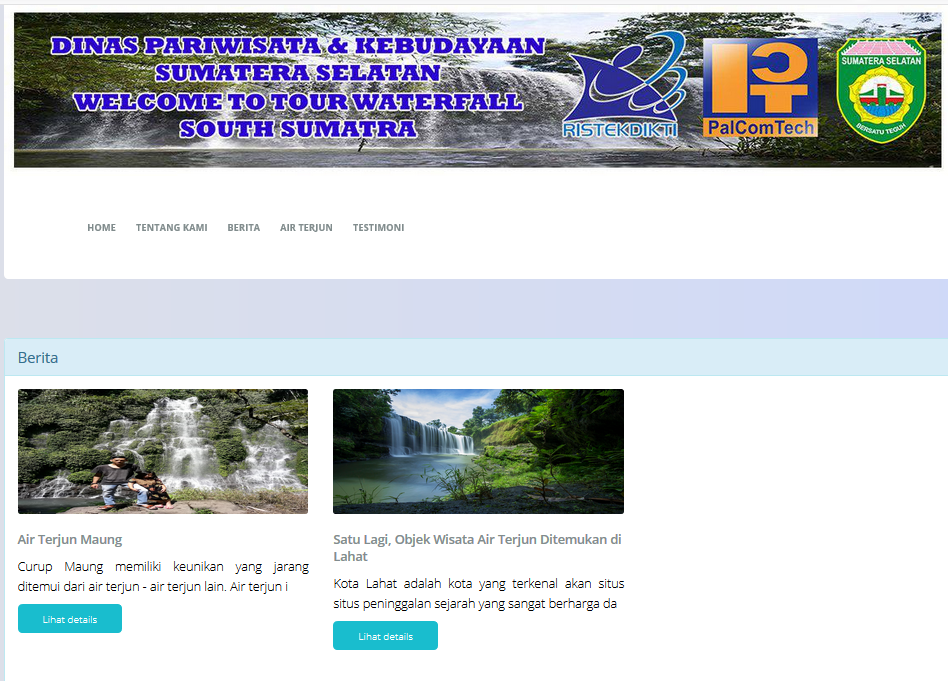 DINAS PARIWISATA & KEBUDAYAAN
SUMATERA SELATAN
WELCOME TO TOUR WATERFALL
SOUTH SUMATRA
RISTEKDIKTI
PalComTech
SUMATERA SELATAN
BERSATU TEGUH
HOME TENTANG KAMI BERITA AIR TERJUN TESTIMONI
Berita
Air Terjun Maung
Curup Maung memiliki keunikan yang jarang
ditemui dari air terjun - air terjun lain. Air terjun i
Lihat details
Satu Lagi, Objek Wisata Air Terjun Ditemukan di
Lahat
Kota Lahat adalah kota yang terkenal akan situs
situs peninggalan sejarah yang sangat berharga da
Lihat details